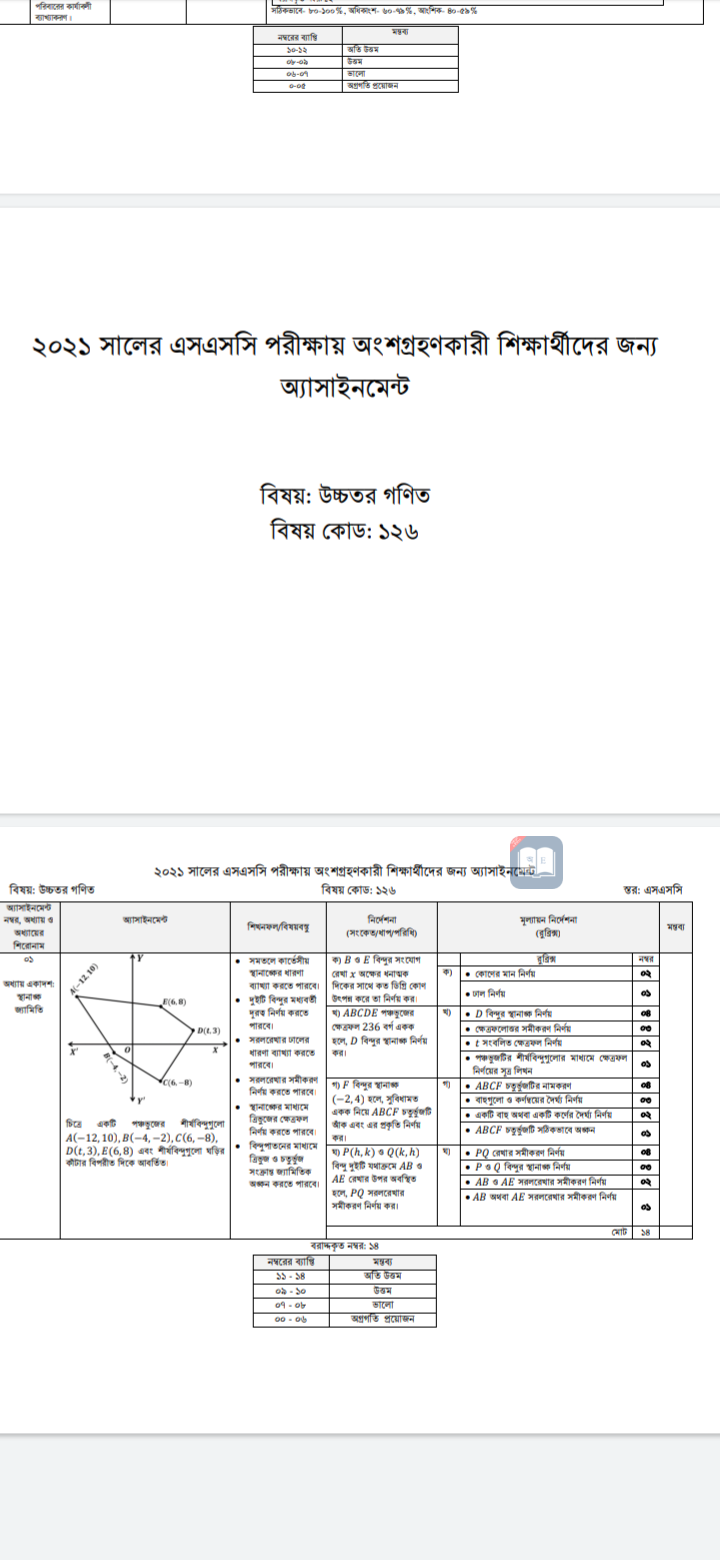 পরিবারের কার্যাবলী
ব্যাখ্যাকরণ।
সঠিকভাবে- ৮০-১০০%, অধিকাংশ- ৬০-৭৯%, আংশিক- ৪০-৫৯%
নম্বরের ব্যাপ্তি মন্তব্য
১০-১২ অতি উত্তম
০৮-০৯ উত্তম
০৬-০৭ ভালো
০-০৫ অগ্রগতি প্রয়োজন
২০২১ সালের এসএসসি পরীক্ষায় অংশগ্রহণকারী শিক্ষার্থীদের জন্য
অ্যাসাইনমেন্ট
বিষয়: উচ্চতর গণিত
বিষয় কোড: ১২৬
২০২১ সালের এসএসসি পরীক্ষায় অংশগ্রহণকারী শিক্ষার্থীদের জন্য অ্যাসাইনমেন্ট
বিষয়: উচ্চতর গণিত বিষয় কোড: ১২৬ স্তর: এসএসসি
অ্যাসাইনমেন্ট
নম্বর, অধ্যায় ও
অধ্যায়ের
শিরোনাম
অ্যাসাইনমেন্ট
শিখনফল/বিষয়বস্তু
নির্দেশনা
(সংকেত/ধাপ/পরিধি)
মূল্যায়ন নির্দেশনা
(রুব্রিক্স)
মন্তব্য
০১
অধ্যায় একাদশ:
স্থানাঙ্ক
জ্যামিতি
Y
A(−12,10)
E(6,8)
D(t,3)
X′
O
X
B(−4,−2)
C(6,−8)
Y′
চিত্রে একটি পঞ্চভুজের শীর্ষবিন্দুগুলো
A(−12,10), B(−4,−2), C(6,−8),
D(t,3), E(6,8) এবং শীর্ষবিন্দুগুলো ঘড়ির
কাঁটার বিপরীত দিকে আবর্তিত।
• সমতলে কার্তেসীয়
স্থানাঙ্কের ধারণা
ব্যাখ্যা করতে পারবে।
• দুইটি বিন্দুর মধ্যবর্তী
দূরত্ব নির্ণয় করতে
পারবে।
• সরলরেখার ঢালের
ধারণা ব্যাখ্যা করতে
পারবে।
• সরলরেখার সমীকরণ
নির্ণয় করতে পারবে।
• স্থানাঙ্কের মাধ্যমে
ত্রিভুজের ক্ষেত্রফল
নির্ণয় করতে পারবে।
• বিন্দুপাতনের মাধ্যমে
ত্রিভুজ ও চতুর্ভুজ
সংক্রান্ত জ্যামিতিক
অঙ্কন করতে পারবে।
ক) B ও E বিন্দুর সংযোগ
রেখা x অক্ষের ধনাত্মক
দিকের সাথে কত ডিগ্রি কোণ
উৎপন্ন করে তা নির্ণয় কর।
খ) ABCDE পঞ্চভুজের
ক্ষেত্রফল 236 বর্গ একক
হলে, D বিন্দুর স্থানাঙ্ক নির্ণয়
কর।
গ) F বিন্দুর স্থানাঙ্ক
(−2,4) হলে, সুবিধামত
একক নিয়ে ABCF চতুর্ভুজটি
আঁক এবং এর প্রকৃতি নির্ণয়
কর।
ঘ) P(h,k) ও Q(k,h)
বিন্দু দুইটি যথাক্রমে AB ও
AE রেখার উপর অবস্থিত
হলে, PQ সরলরেখার
সমীকরণ নির্ণয় কর।
রুব্রিক্স নম্বর
ক) • কোণের মান নির্ণয় ০২
• ঢাল নির্ণয় ০১
খ) • D বিন্দুর স্থানাঙ্ক নির্ণয় ০৪
• ক্ষেত্রফলোত্তর সমীকরণ নির্ণয় ০৩
• t সংবলিত ক্ষেত্রফল নির্ণয় ০২
• পঞ্চভুজটির শীর্ষবিন্দুগুলোর মাধ্যমে ক্ষেত্রফল
নির্ণয়ের সূত্র লিখন ০১
গ) • ABCF চতুর্ভুজটির নামকরণ ০৪
• বাহুগুলো ও কর্ণদ্বয়ের দৈর্ঘ্য নির্ণয় ০৩
• একটি বাহু অথবা একটি কর্ণের দৈর্ঘ্য নির্ণয় ০২
• ABCF চতুর্ভুজটি সঠিকভাবে অঙ্কন ০১
ঘ) • PQ রেখার সমীকরণ নির্ণয় ০৪
• P ও Q বিন্দুর স্থানাঙ্ক নির্ণয় ০৩
• AB ও AE সরলরেখার সমীকরণ নির্ণয় ০২
• AB অথবা AE সরলরেখার সমীকরণ নির্ণয় ০১
মোট ১৪
বরাদ্দকৃত নম্বর: ১৪
নম্বরের ব্যাপ্তি মন্তব্য
১১ - ১৪ অতি উত্তম
০৯ - ১০ উত্তম
০৭ - ০৮ ভালো
০০ - ০৬ অগ্রগতি প্রয়োজন